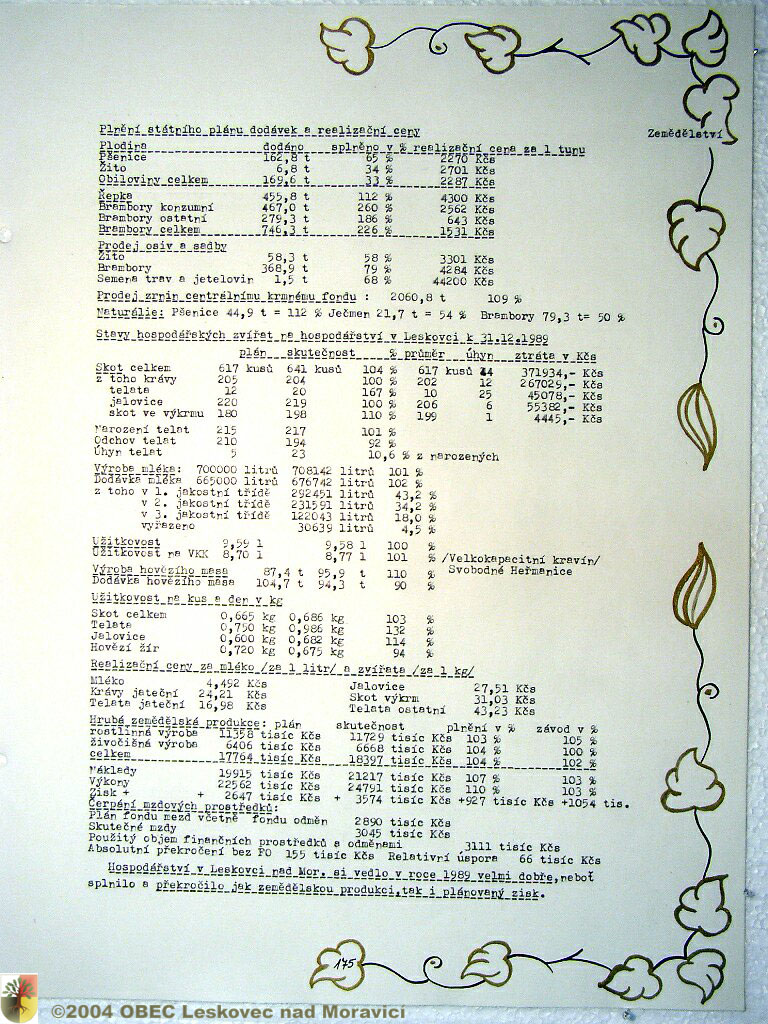 Plnění státního plánu dodávek a realizační ceny
Zemědělství
Plodina dodáno splněno v % realizační cena za 1 tunu
Pšenice 162,8 t 65 % 2270 Kčs
Žito 6,8 t 34 % 2701 Kčs
Obiloviny celkem 169,6 t 33 % 2287 Kčs
Řepka 455,8 t 112 % 4300 Kčs
Brambory konzumní 467,0 t 260 % 2562 Kčs
Brambory ostatní 279,3 t 186 % 643 Kčs
Brambory celkem 746,3 t 226 % 1531 Kčs
Prodej osiv a sadby
Žito 58,3 t 58 % 3301 Kčs
Brambory 368,9 t 79 % 4284 Kčs
Semena trav a jetelovin 1,5 t 68 % 44200 Kčs
Prodej zrnin centrálnímu krmnému fondu : 2060,8 t 109 %
Naturálie: Pšenice 44,9 t = 112 % Ječmen 21,7 t = 54 % Brambory 79,3 t= 50 %
Stavy hospodářských zvířat na hospodářství v Leskovci k 31.12.1989
plán skutečnost % průměr úhyn ztráta v Kčs
Skot celkem 617 kusů 641 kusů 104 % 617 kusů 44 371934,- Kčs
z toho krávy 205 204 100 % 202 12 267029,- Kčs
telata 12 20 167 % 10 25 45078,- Kčs
jalovice 220 219 100 % 206 6 55382,- Kčs
skot ve výkrmu 180 198 110 % 199 1 4445,- Kčs
Narození telat 215 217 101 %
Odchov telat 210 194 92 %
Úhyn telat 5 23 10,6 % z narozených
Výroba mléka: 700000 litrů 708142 litrů 101 %
Dodávka mléka 665000 litrů 676742 litrů 102 %
z toho v 1. jakostní třídě 292451 litrů 43,2 %
v 2. jakostní třídě 231591 litrů 34,2 %
v 3. jakostní třídě 122043 litrů 18,0 %
vyřazeno 30639 litrů 4,5 %
Užitkovost 9,59 l 9,58 l 100 %
Užitkovost na VKK 8,70 l 8,77 l 101 % /Velkokapacitní kravín/
Svobodné Heřmanice
Výroba hovězího masa 87,4 t 95,9 t 110 %
Dodávka hovězího masa 104,7 t 94,3 t 90 %
Užitkovost na kus a den v kg
Skot celkem 0,665 kg 0,686 kg 103 %
Telata 0,750 kg 0,986 kg 132 %
Jalovice 0,600 kg 0,682 kg 114 %
Hovězí žír 0,720 kg 0,675 kg 94 %
Realizační ceny za mléko /za 1 litr/ a zvířata /za 1 kg/
Mléko 4,492 Kčs Jalovice 27,51 Kčs
Krávy jateční 24,21 Kčs Skot výkrm 31,03 Kčs
Telata jateční 16,98 Kčs Telata ostatní 43,23 Kčs
Hrubá zemědělská produkce: plán skutečnost plnění v % závod v %
rostlinná výroba 11358 tisíc Kčs 11729 tisíc Kčs 103 % 105 %
živočišná výroba 6406 tisíc Kčs 6668 tisíc Kčs 104 % 100 %
celkem 17764 tisíc Kčs 18397 tisíc Kčs 104 % 102 %
Náklady 19915 tisíc Kčs 21217 tisíc Kčs 107 % 103 %
Výkony 22562 tisíc Kčs 24791 tisíc Kčs 110 % 103 %
Zisk + + 2647 tisíc Kčs + 3574 tisíc Kčs +927 tisíc Kčs +1054 tis.
Čerpání mzdových prostředků:
Plán fondu mezd včetně fondu odměn 2890 tisíc Kčs
Skutečné mzdy 3045 tisíc Kčs
Použitý objem finančních prostředků s odměnami 3111 tisíc Kčs
Absolutní překročení bez FO 155 tisíc Kčs Relativní úspora 66 tisíc Kčs
Hospodářství v Leskovci nad Mor. si vedlo v roce 1989 velmi dobře,neboť
splnilo a překročilo jak zemědělskou produkci,tak i plánovaný zisk.
175
©2004 OBEC Leskovec nad Moravicí